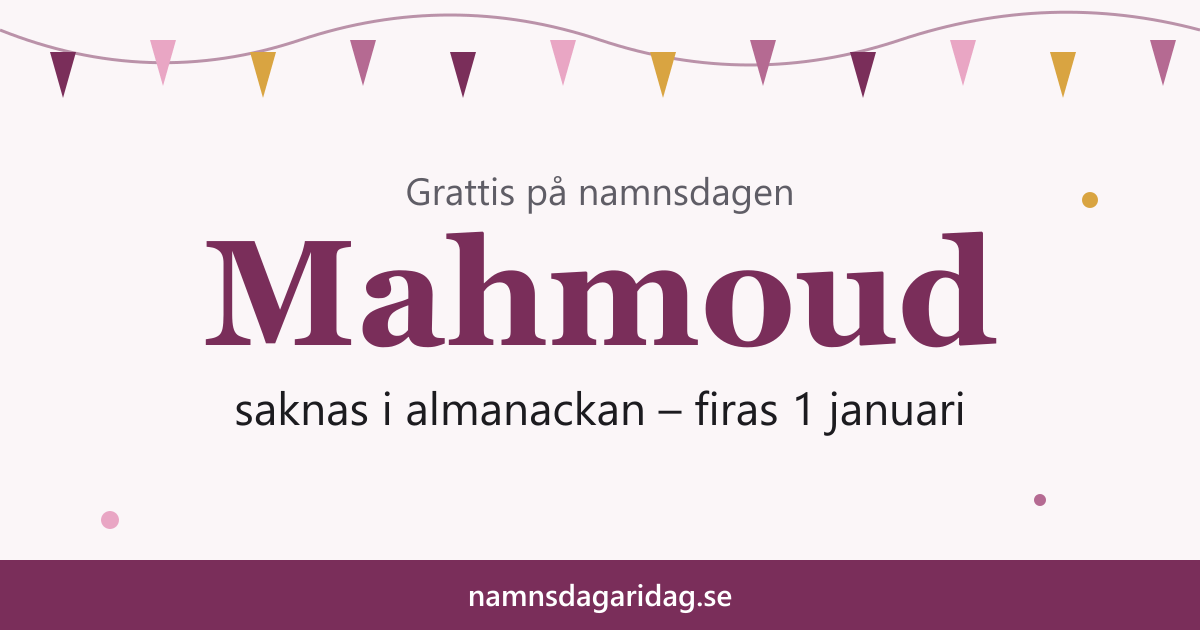 Grattis på namnsdagen
Mahmoud
saknas i almanackan – firas 1 januari
namnsdagaridag.se